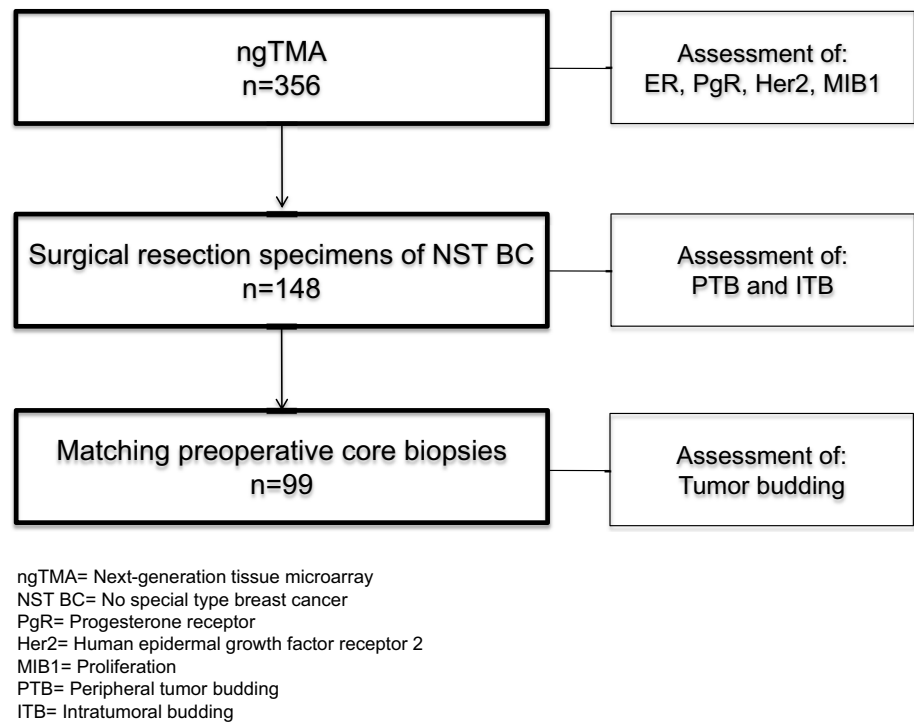 ngTMA
n=356
Assessment of:
ER, PgR, Her2, MIB1
Surgical resection specimens of NST BC
n=148
Assessment of:
PTB and ITB
Matching preoperative core biopsies
n=99
Assessment of:
Tumor budding
ngTMA= Next-generation tissue microarray
NST BC= No special type breast cancer
PgR= Progesterone receptor
Her2= Human epidermal growth factor receptor 2
MIB1= Proliferation
PTB= Peripheral tumor budding
ITB= Intratumoral budding